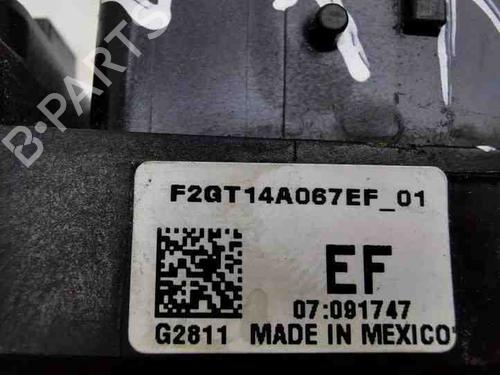 B-PARTS
F2GT14A067EF_01
EF
07:091747
G2811 MADE IN MEXICO